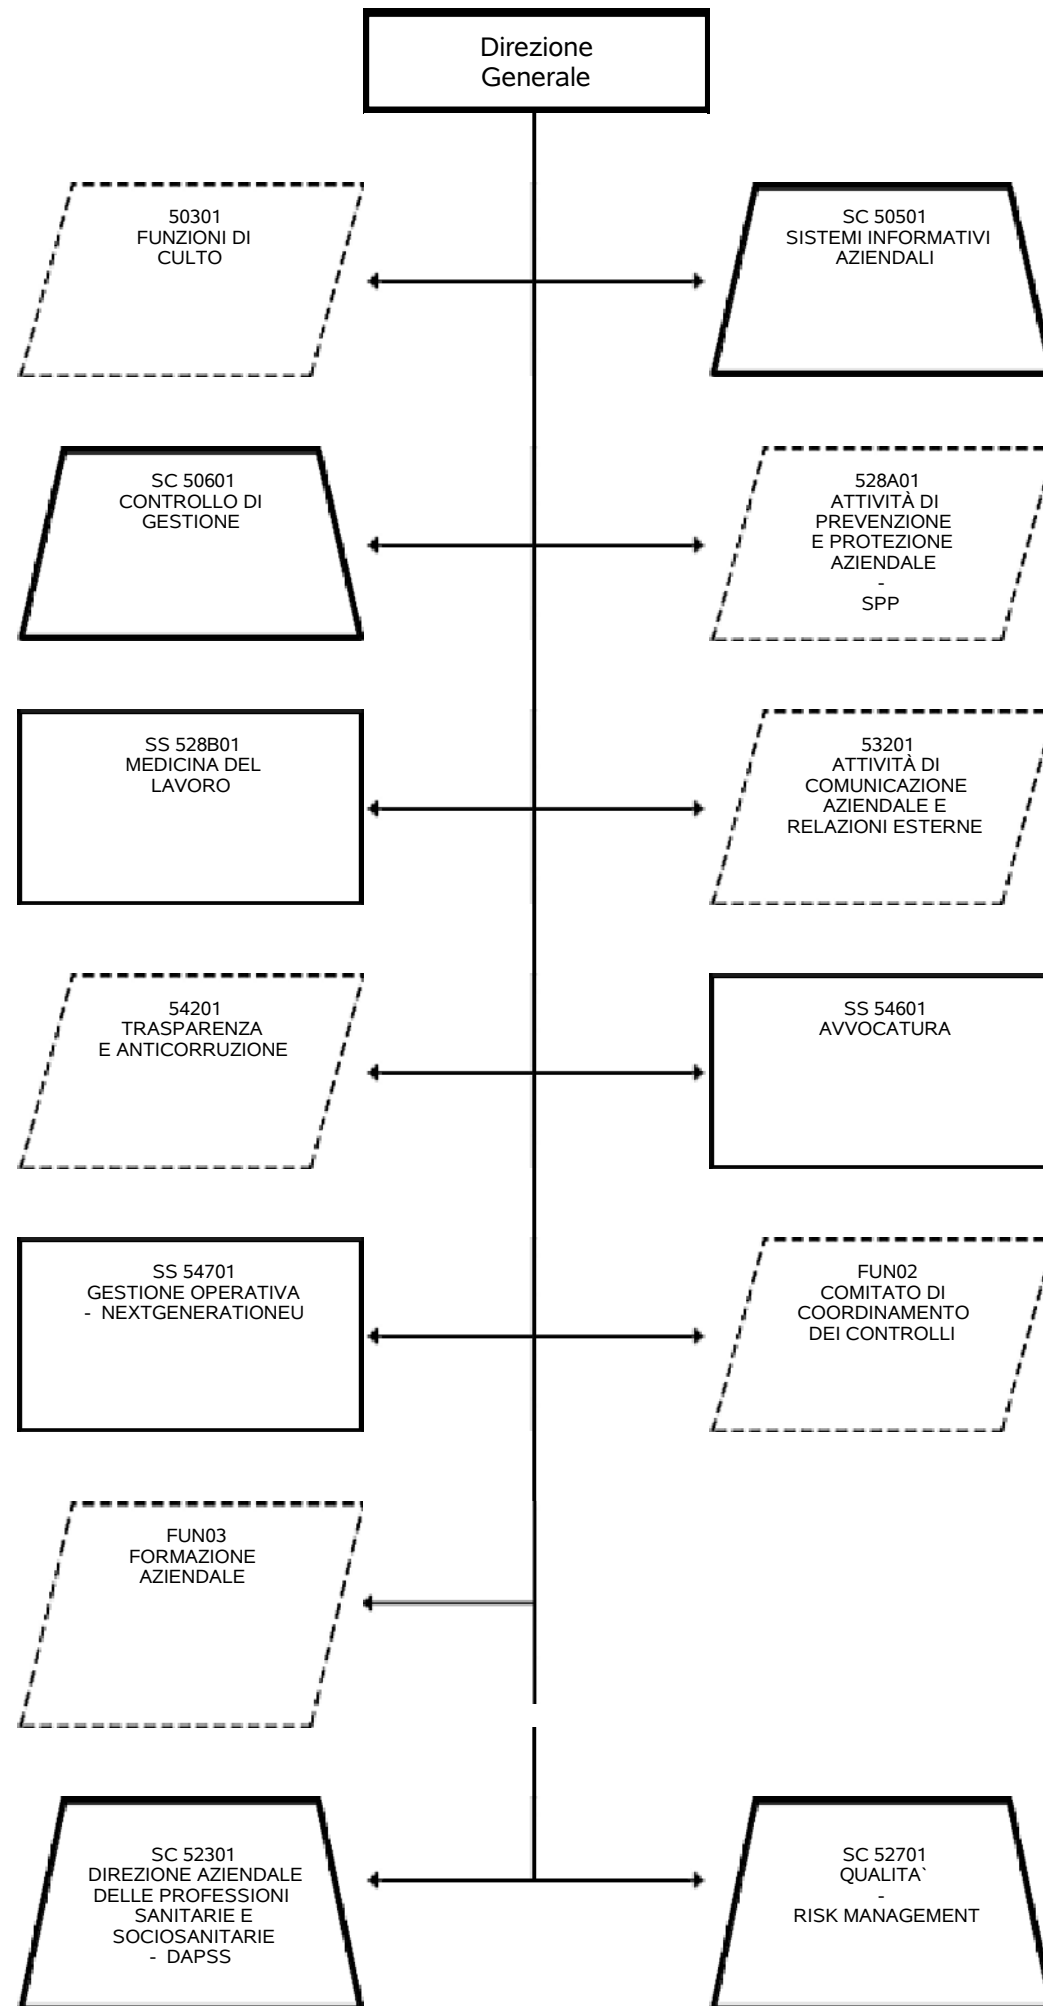 Direzione
Generale
50301
FUNZIONI DI
CULTO
SC 50501
SISTEMI INFORMATIVI
AZIENDALI
SC 50601
CONTROLLO DI
GESTIONE
528A01
ATTIVITÀ DI
PREVENZIONE
E PROTEZIONE
AZIENDALE
-
SPP
SS 528B01
MEDICINA DEL
LAVORO
53201
ATTIVITÀ DI
COMUNICAZIONE
AZIENDALE E
RELAZIONI ESTERNE
54201
TRASPARENZA
E ANTICORRUZIONE
SS 54601
AVVOCATURA
SS 54701
GESTIONE OPERATIVA
- NEXTGENERATIONEU
FUN02
COMITATO DI
COORDINAMENTO
DEI CONTROLLI
FUN03
FORMAZIONE
AZIENDALE
SC 52301
DIREZIONE AZIENDALE
DELLE PROFESSIONI
SANITARIE E
SOCIOSANITARIE
- DAPSS
SC 52701
QUALITA`
-
RISK MANAGEMENT